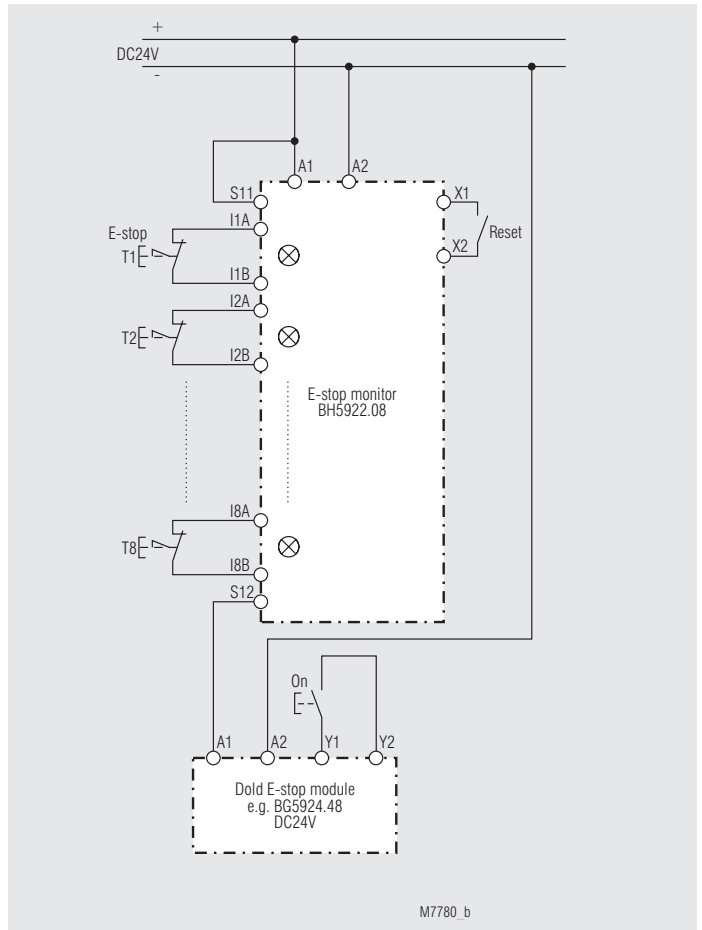 +
DC24V
-
A1
A2
S11
X1
I1A
E-stop
Reset
T1
X2
I1B
I2A
T2
I2B
E-stop monitor
BH5922.08
I8A
T8
I8B
S12
On
A1
A2
Y1
Y2
Dold E-stop module
e.g. BG5924.48
DC24V
M7780_b